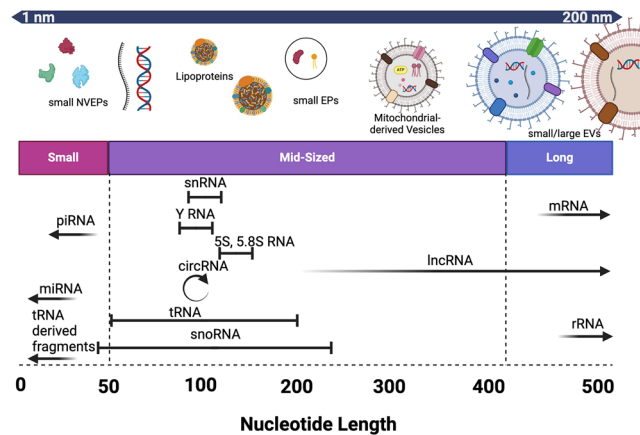 1 nm 200 nm
small NVEPs
Lipoproteins
small EPs
ATP
Mitochondrial-
derived Vesicles
small/large EVs
Small Mid-Sized Long
snRNA
mRNA
piRNA
Y RNA
5S, 5.8S RNA
circRNA
lncRNA
miRNA
tRNA
derived
fragments
tRNA
snoRNA
rRNA
0 50 100 200 300 400 500
Nucleotide Length